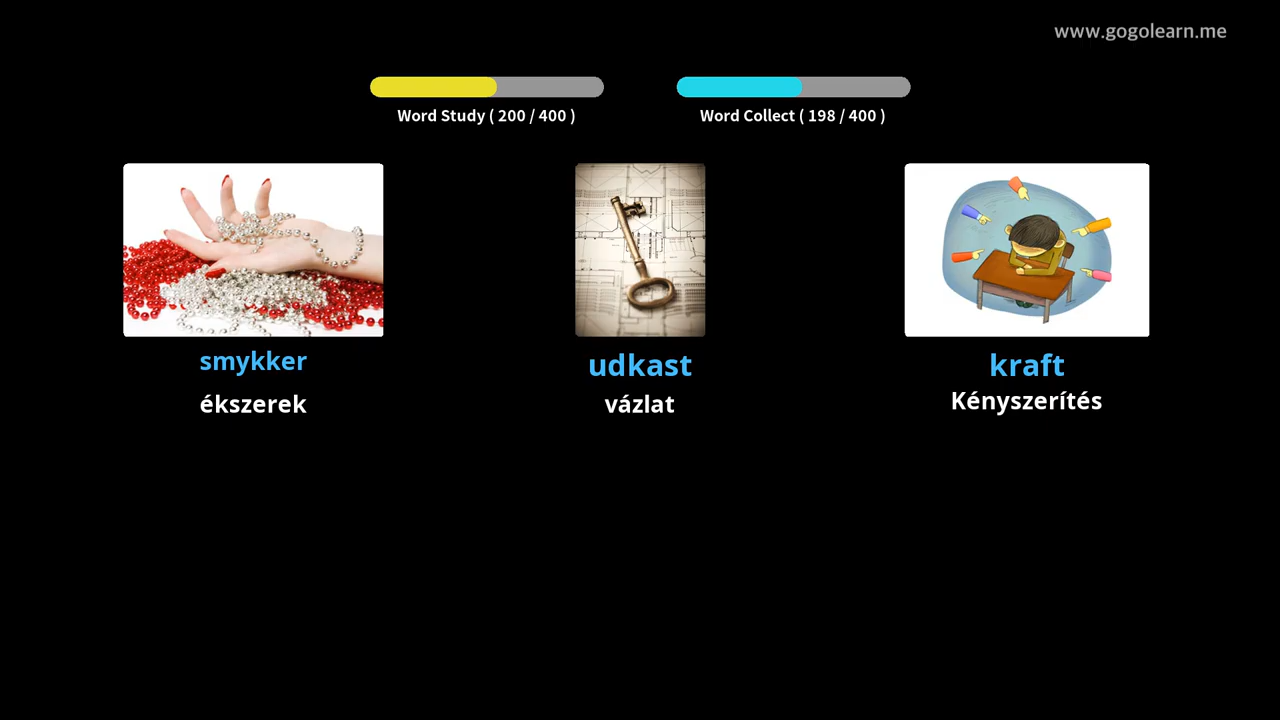 www.gogolearn.me
Word Study ( 200 / 400 )
Word Collect ( 198 / 400 )
smykker
udkast
kraft
ékszerek
vázlat
Kényszerítés